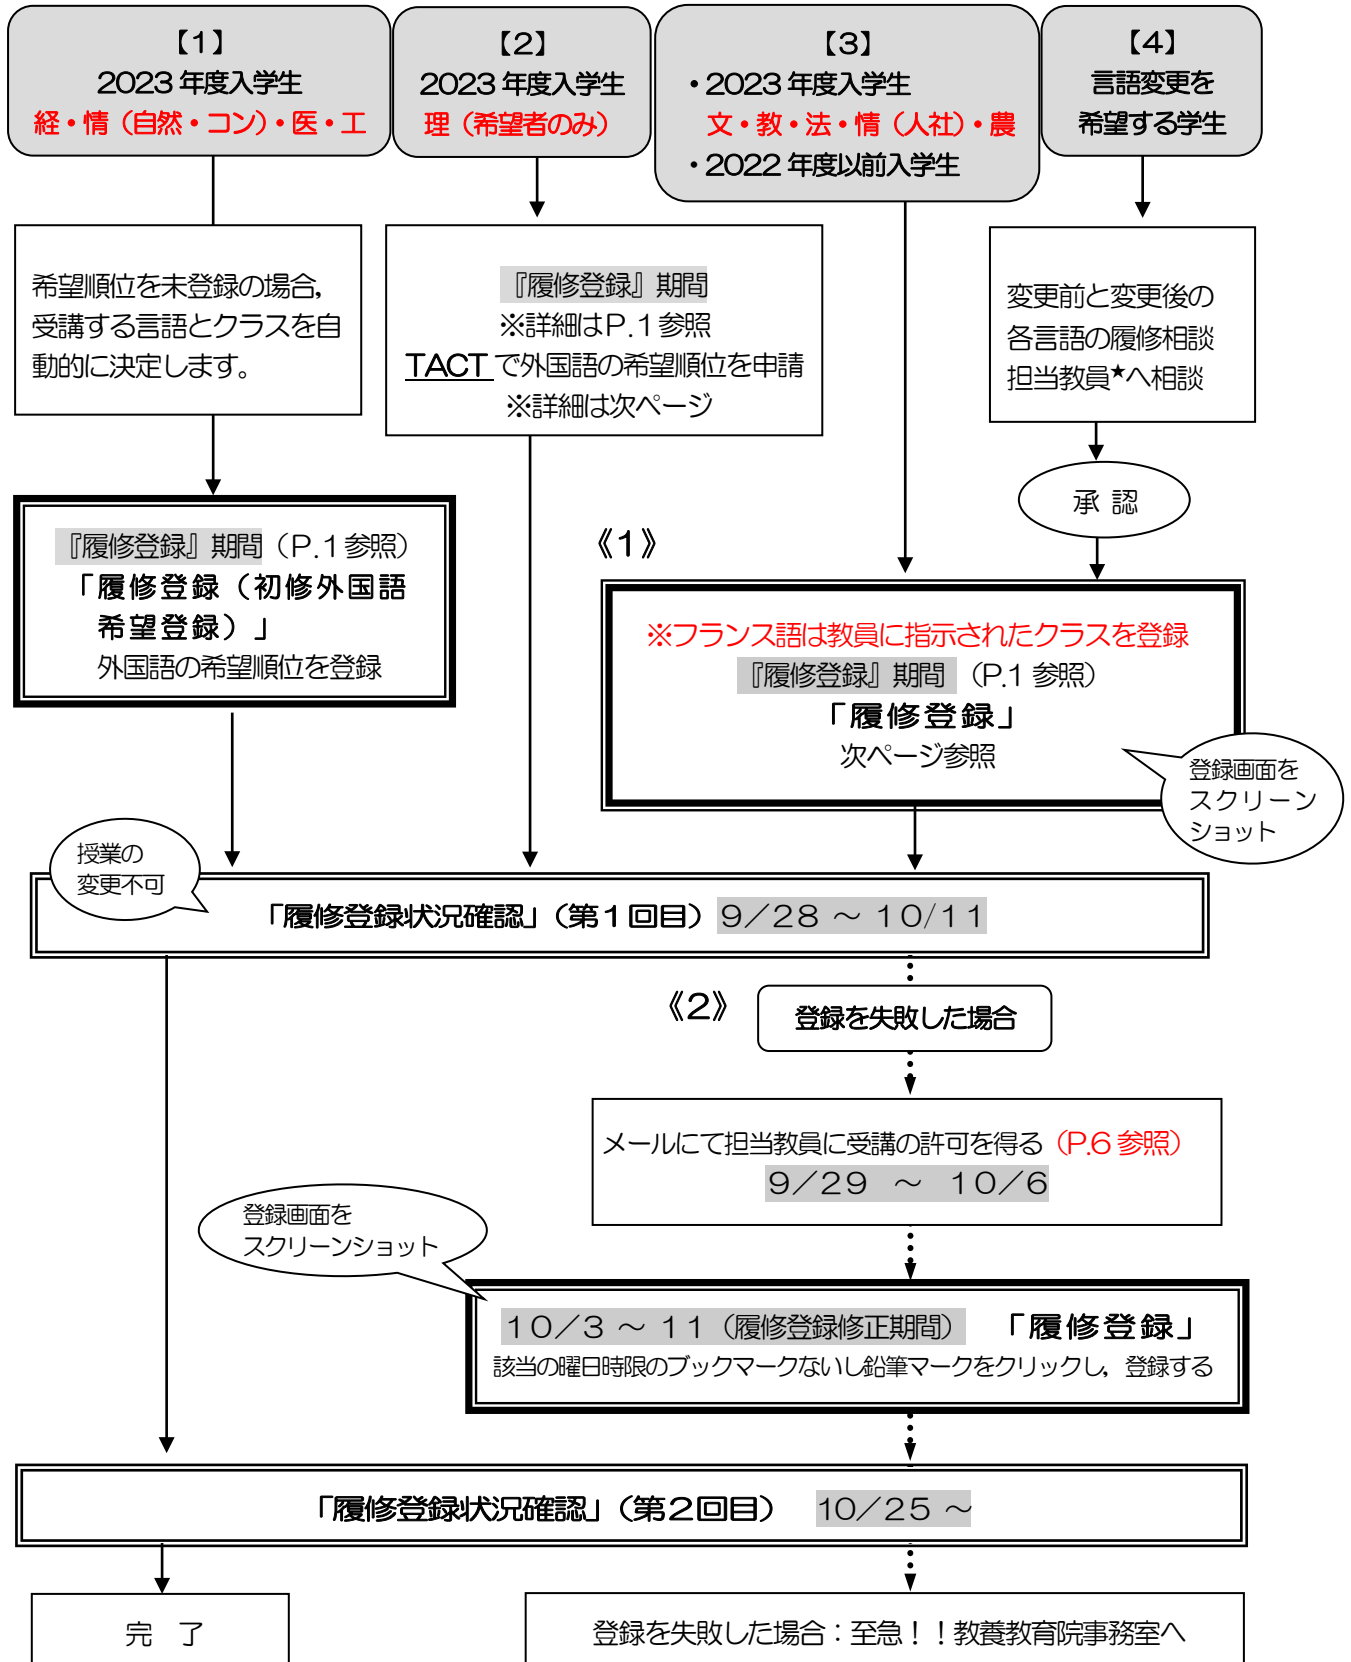 【1】
2023年度入学生
経・情（自然・コン）・医・工
【2】
2023年度入学生
理（希望者のみ）
【3】
・2023年度入学生
文・教・法・情（人社）・農
・2022年度以前入学生
【4】
言語変更を
希望する学生
希望順位を未登録の場合，
受講する言語とクラスを自
動的に決定します。
『履修登録』期間
※詳細はP.1参照
TACTで外国語の希望順位を申請
※詳細は次ページ
変更前と変更後の
各言語の履修相談
担当教員★へ相談
承 認
『履修登録』期間（P.1参照）
「履修登録（初修外国語
希望登録）」
外国語の希望順位を登録
《1》
※フランス語は教員に指示されたクラスを登録
『履修登録』期間 （P.1参照）
「履修登録」
次ページ参照
登録画面を
スクリーン
ショット
授業の
変更不可
「履修登録状況確認」（第1回目） 9／28 ～ 10/11
《2》
登録を失敗した場合
メールにて担当教員に受講の許可を得る（P.6参照）
9／29 ～ 10／6
登録画面を
スクリーンショット
10／3 ～ 11（履修登録修正期間） 「履修登録」
該当の曜日時限のブックマークないし鉛筆マークをクリックし，登録する
「履修登録状況確認」（第2回目） 10／25 ～
完 了
登録を失敗した場合：至急！！教養教育院事務室へ